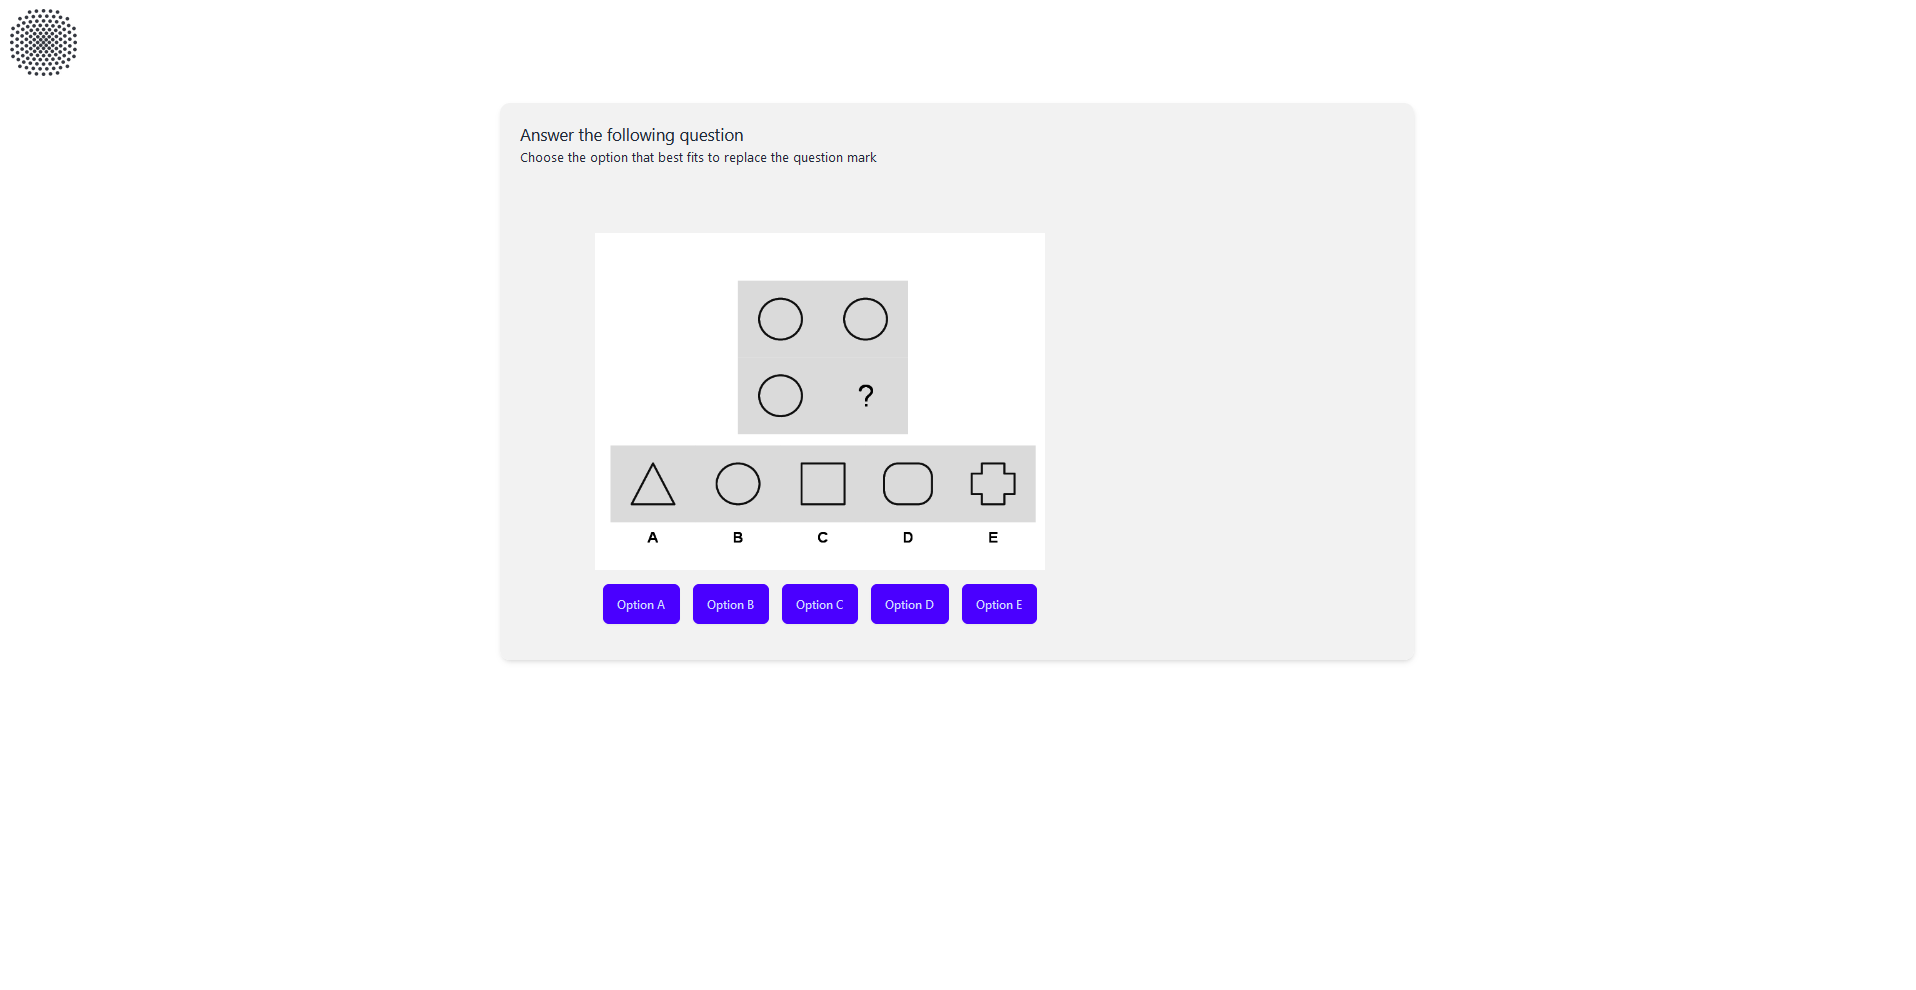 Answer the following question
Choose the option that best fits to replace the question mark
?
A B C D E
Option A Option B Option C Option D Option E